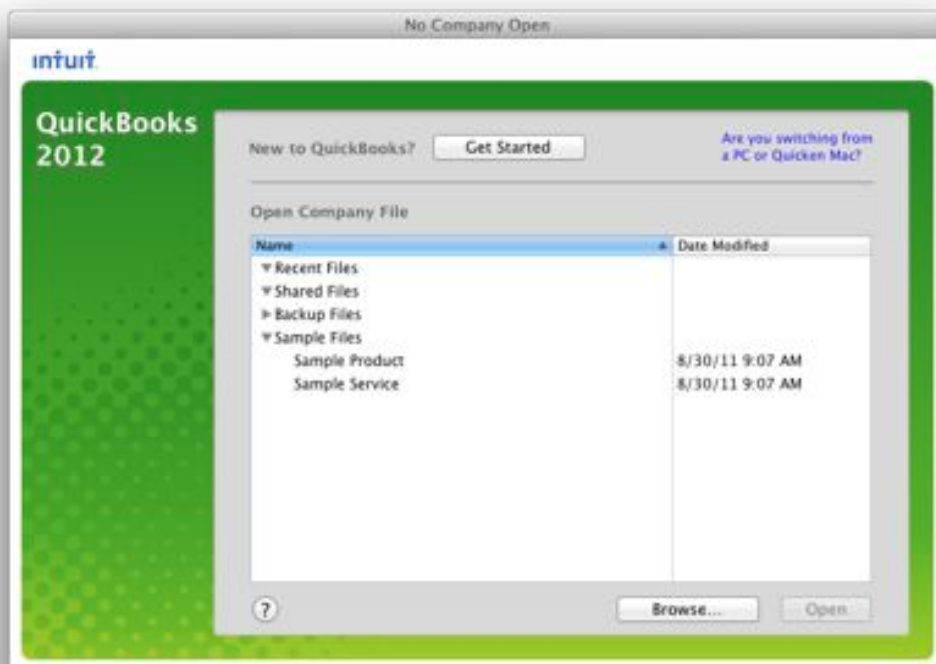 No Company Open
intuit
QuickBooks
2012
New to QuickBooks?
Get Started
Are you switching from
a PC or Quicken Mac?
Open Company File
Name
Date Modified
Recent Files
Shared Files
Backup Files
Sample Files
Sample Product
8/30/11 9:07 AM
Sample Service
8/30/11 9:07 AM
?
Browse...
Open